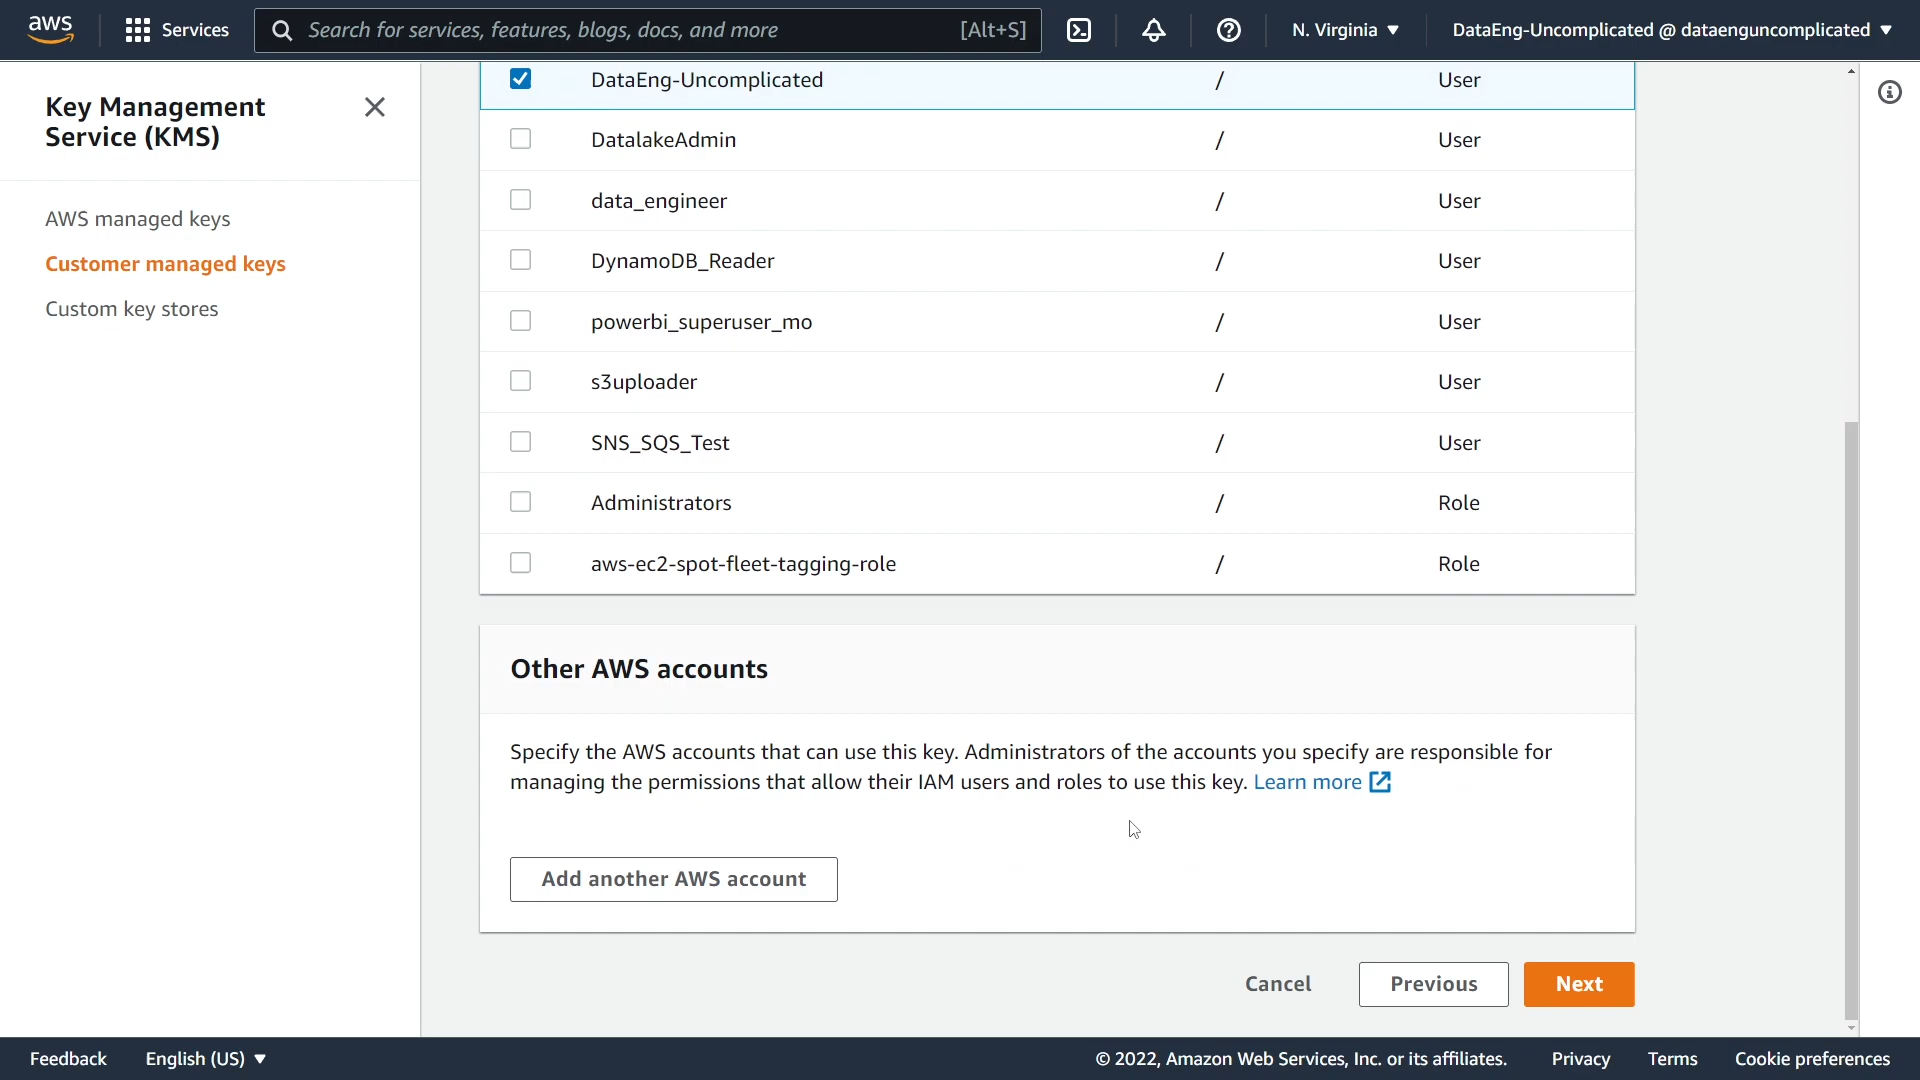 aws
Services
Search for services, features, blogs, docs, and more
[Alt+S]
N. Virginia
DataEng-Uncomplicated @ dataenguncomplicated
Key Management
Service (KMS)
AWS managed keys
Customer managed keys
Custom key stores
DataEng-Uncomplicated / User
DatalakeAdmin / User
data_engineer / User
DynamoDB_Reader / User
powerbi_superuser_mo / User
s3uploader / User
SNS_SQS_Test / User
Administrators / Role
aws-ec2-spot-fleet-tagging-role / Role
Other AWS accounts
Specify the AWS accounts that can use this key. Administrators of the accounts you specify are responsible for
managing the permissions that allow their IAM users and roles to use this key. Learn more
Add another AWS account
Cancel
Previous
Next
Feedback
English (US)
© 2022, Amazon Web Services, Inc. or its affiliates.
Privacy
Terms
Cookie preferences